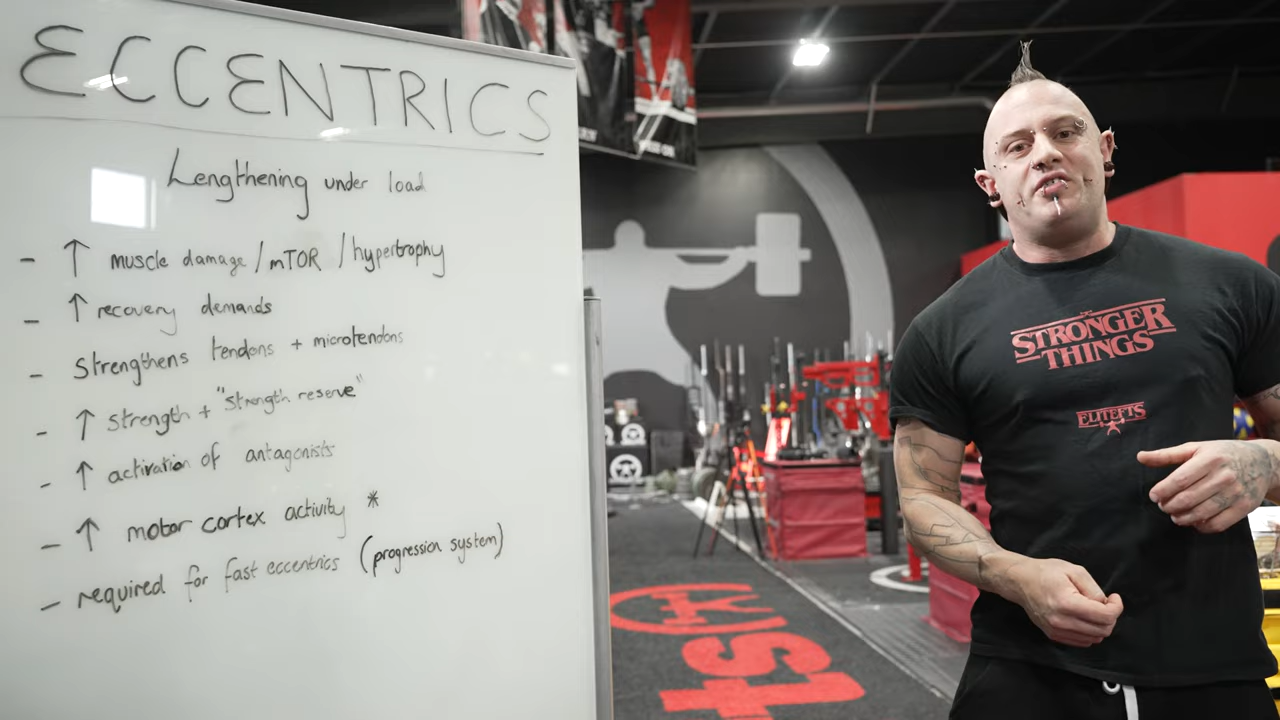 ECCENTRICS
Lengthening under load
- ↑ muscle damage/mTOR/hypertrophy
- ↑ recovery demands
- Strengthens tendons + microtendons
- ↑ strength + "strength reserve"
- ↑ activation of antagonists
- ↑ motor cortex activity *
- required for fast eccentrics (progression system)
STRONGER
THINGS
ELITEFTS
sts